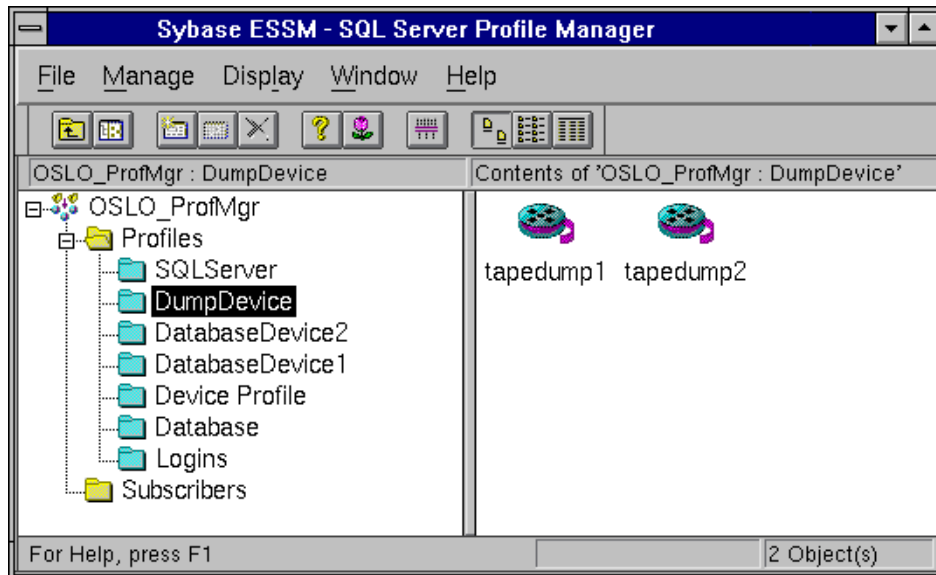 Sybase ESSM - SQL Server Profile Manager
File Manage Display Window Help
OSLO_ProfMgr : DumpDevice
Contents of 'OSLO_ProfMgr : DumpDevice'
OSLO_ProfMgr
Profiles
SQLServer
DumpDevice
DatabaseDevice2
DatabaseDevice1
Device Profile
Database
Logins
Subscribers
tapedump1 tapedump2
For Help, press F1
2 Object(s)